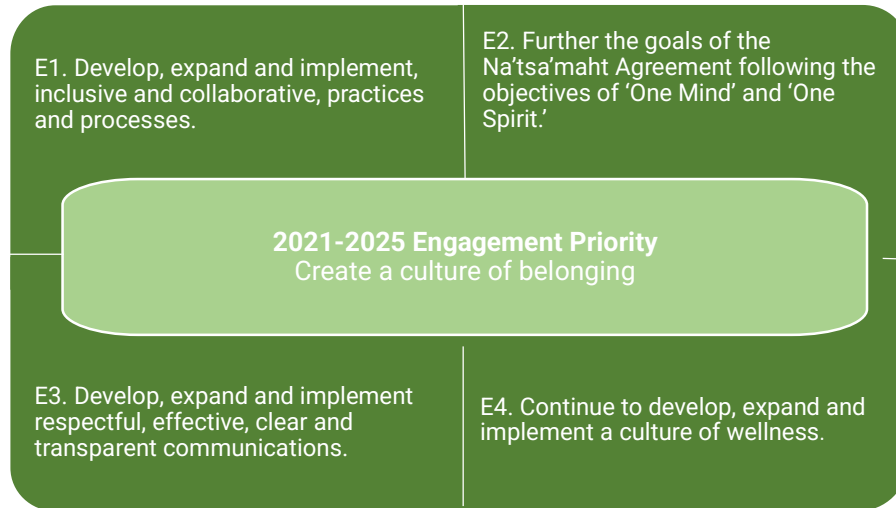 E1. Develop, expand and implement,
inclusive and collaborative, practices
and processes.
E2. Further the goals of the
Na’tsa’maht Agreement following the
objectives of ‘One Mind’ and ‘One
Spirit.’
2021-2025 Engagement Priority
Create a culture of belonging
E3. Develop, expand and implement
respectful, effective, clear and
transparent communications.
E4. Continue to develop, expand and
implement a culture of wellness.